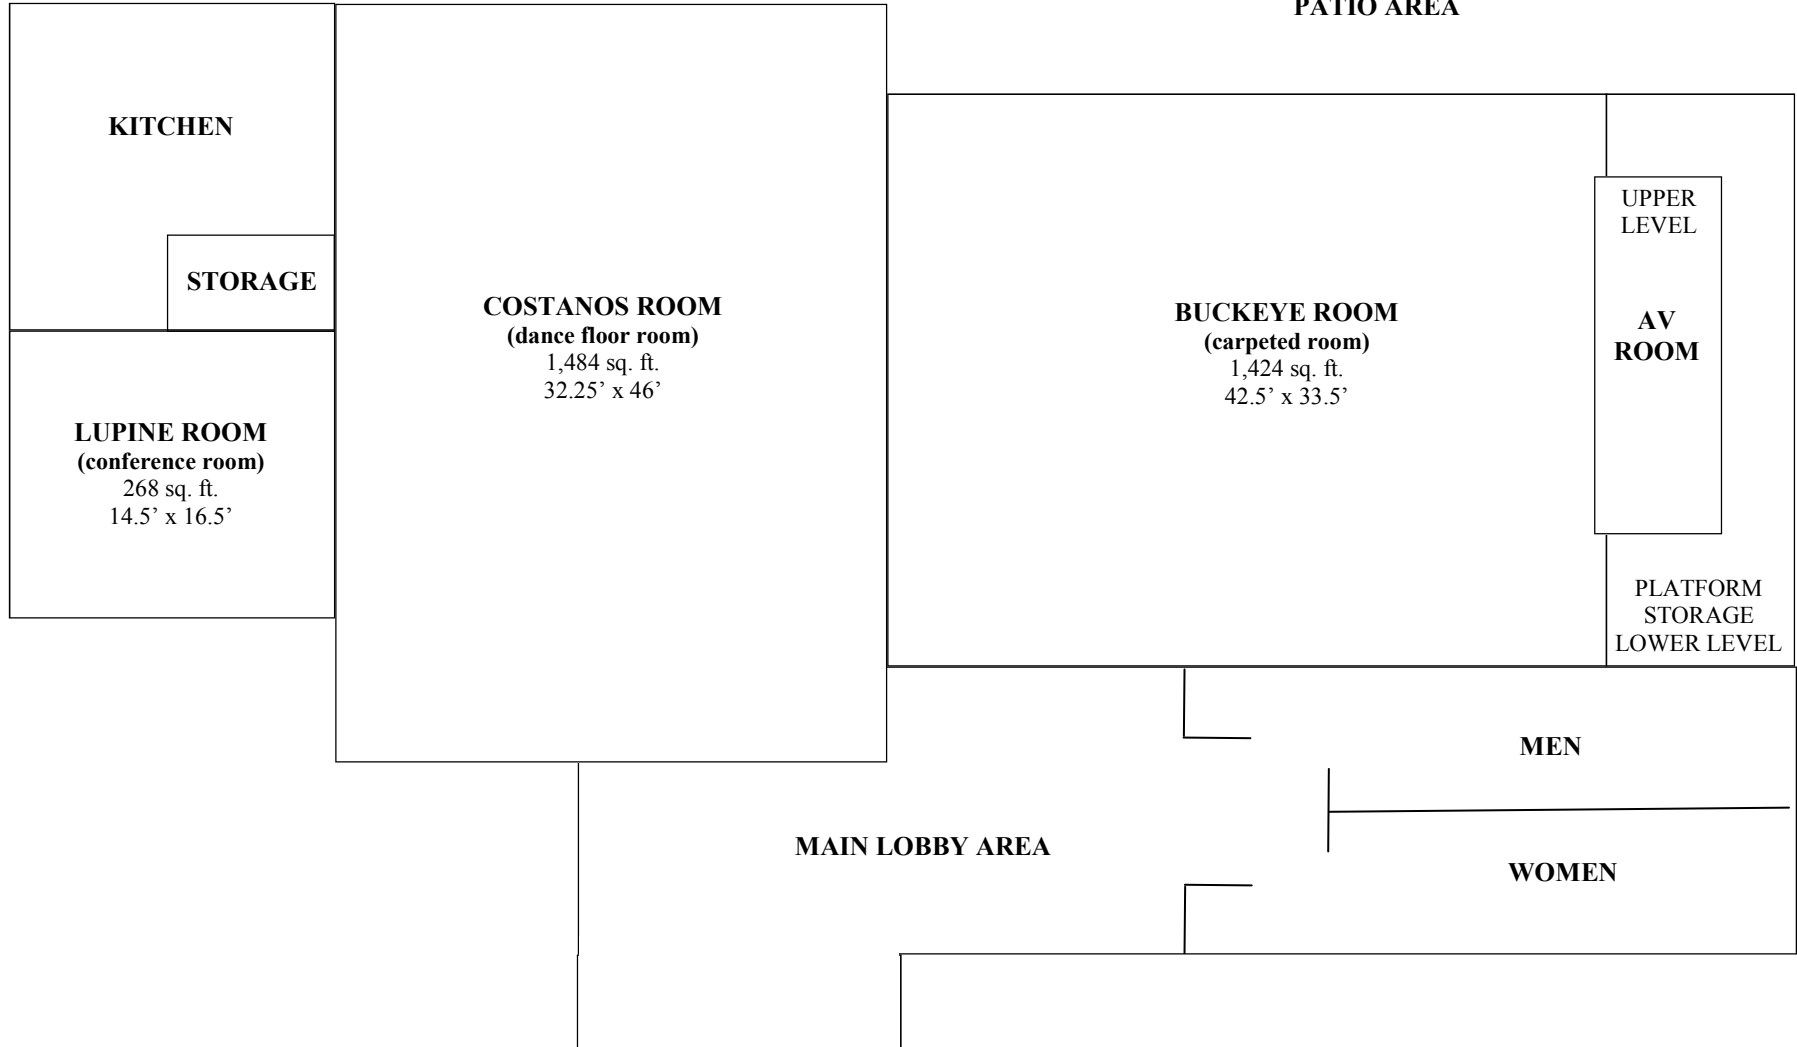 PATIO AREA
KITCHEN
STORAGE
COSTANOS ROOM
(dance floor room)
1,484 sq. ft.
32.25’ x 46’
BUCKEYE ROOM
(carpeted room)
1,424 sq. ft.
42.5’ x 33.5’
UPPER
LEVEL
AV
ROOM
LUPINE ROOM
(conference room)
268 sq. ft.
14.5’ x 16.5’
PLATFORM
STORAGE
LOWER LEVEL
MEN
MAIN LOBBY AREA
WOMEN